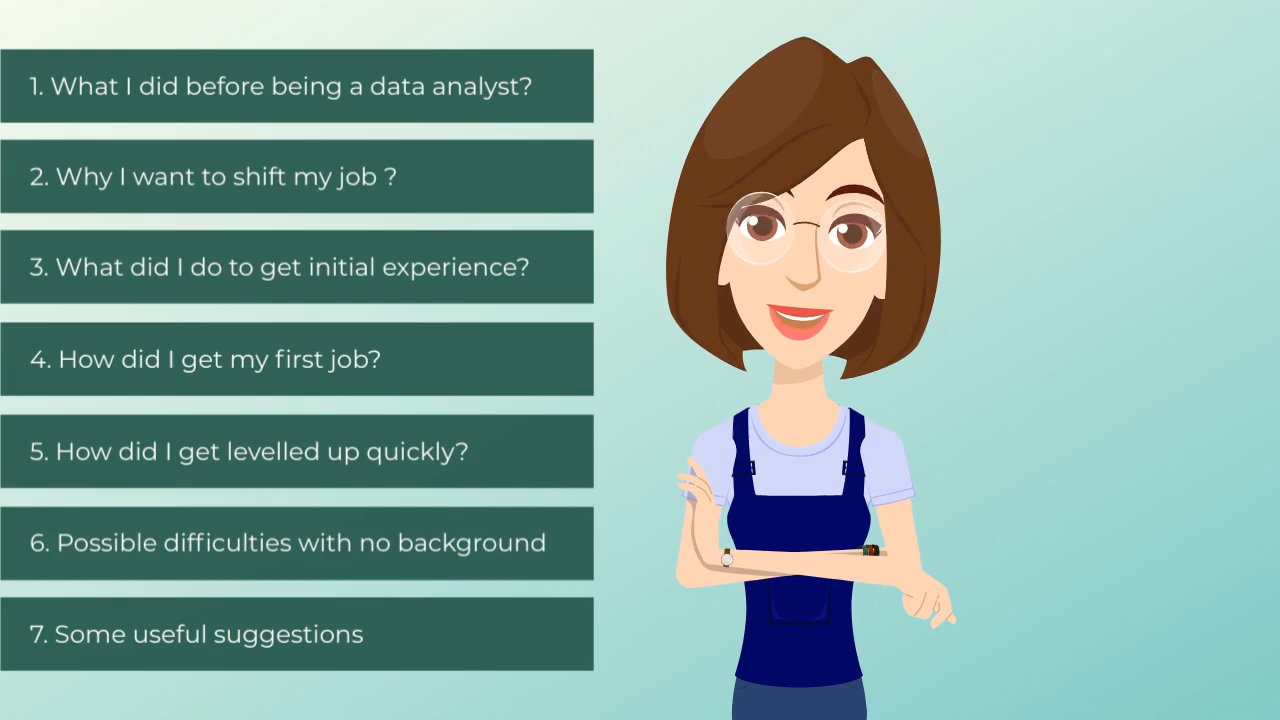 1. What I did before being a data analyst?
2. Why I want to shift my job ?
3. What did I do to get initial experience?
4. How did I get my first job?
5. How did I get levelled up quickly?
6. Possible difficulties with no background
7. Some useful suggestions